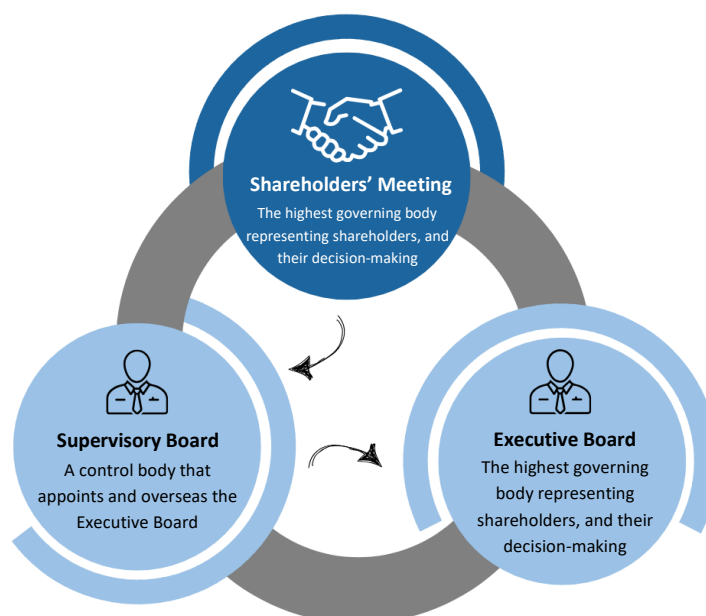 Shareholders’ Meeting
The highest governing body
representing shareholders, and
their decision-making
Supervisory Board
A control body that
appoints and overseas the
Executive Board
Executive Board
The highest governing
body representing
shareholders, and their
decision-making